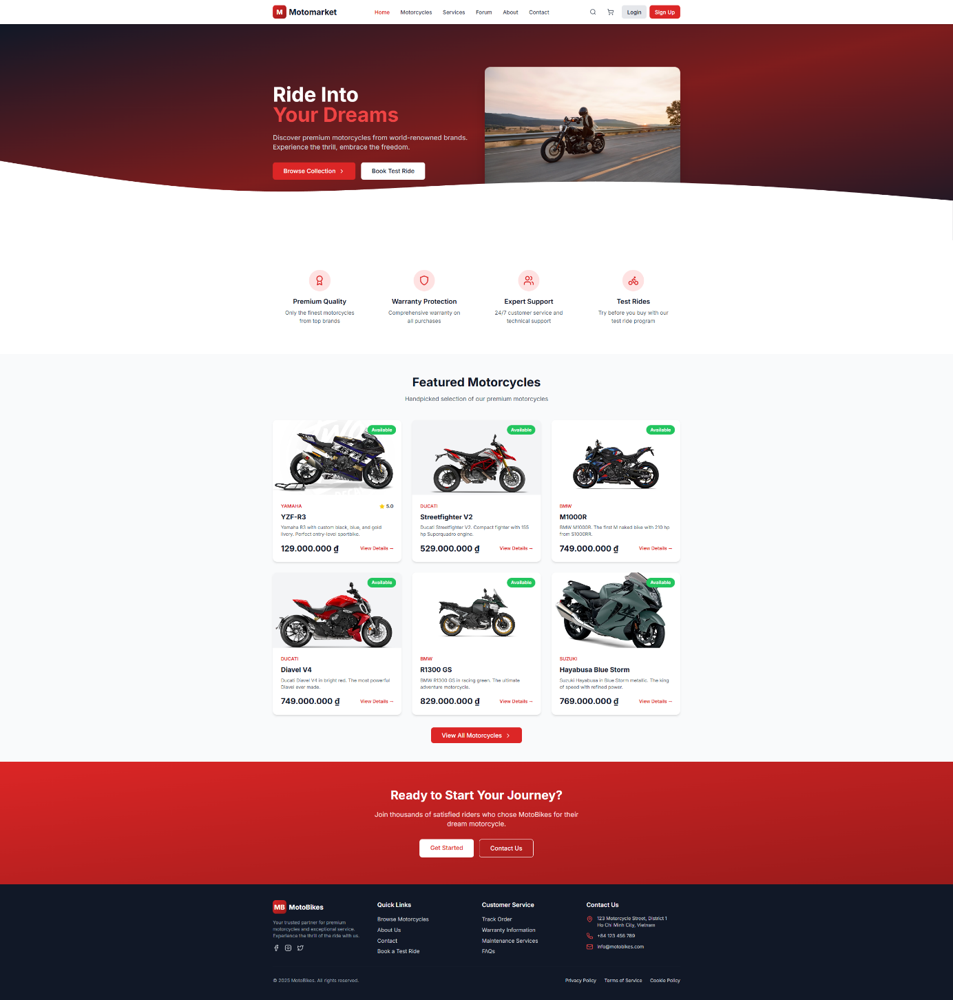 M Motomarket
Home Motorcycles Services Forum About Contact
Login Sign Up
Ride Into
Your Dreams
Discover premium motorcycles from world-renowned brands.
Experience the thrill, embrace the freedom.
Browse Collection
Book Test Ride
Premium Quality
Only the finest motorcycles
from top brands
Warranty Protection
Comprehensive warranty on
all purchases
Expert Support
24/7 customer service and
technical support
Test Rides
Try before you buy with our
test ride program
Featured Motorcycles
Handpicked selection of our premium motorcycles
Available
YAMAHA
5.0
YZF-R3
Yamaha R3 with custom black, blue, and gold
livery. Perfect entry-level sportbike.
129.000.000 ₫
View Details →
Available
DUCATI
Streetfighter V2
Ducati Streetfighter V2. Compact fighter with 155
hp Superquadro engine.
529.000.000 ₫
View Details →
Available
BMW
M1000R
BMW M1000R. The first M naked bike with 210 hp
from S1000RR.
749.000.000 ₫
View Details →
Available
DUCATI
Diavel V4
Ducati Diavel V4 in bright red. The most powerful
Diavel ever made.
749.000.000 ₫
View Details →
Available
BMW
R1300 GS
BMW R1300 GS in racing green. The ultimate
adventure motorcycle.
829.000.000 ₫
View Details →
Available
SUZUKI
Hayabusa Blue Storm
Suzuki Hayabusa in Blue Storm metallic. The king
of speed with refined power.
769.000.000 ₫
View Details →
View All Motorcycles
Ready to Start Your Journey?
Join thousands of satisfied riders who chose MotoBikes for their
dream motorcycle.
Get Started
Contact Us
MB MotoBikes
Your trusted partner for premium
motorcycles and exceptional service.
Experience the thrill of the ride with us.
Quick Links
Browse Motorcycles
About Us
Contact
Book a Test Ride
Customer Service
Track Order
Warranty Information
Maintenance Services
FAQs
Contact Us
123 Motorcycle Street, District 1
Ho Chi Minh City, Vietnam
+84 123 456 789
info@motobikes.com
© 2025 MotoBikes. All rights reserved.
Privacy Policy Terms of Service Cookie Policy